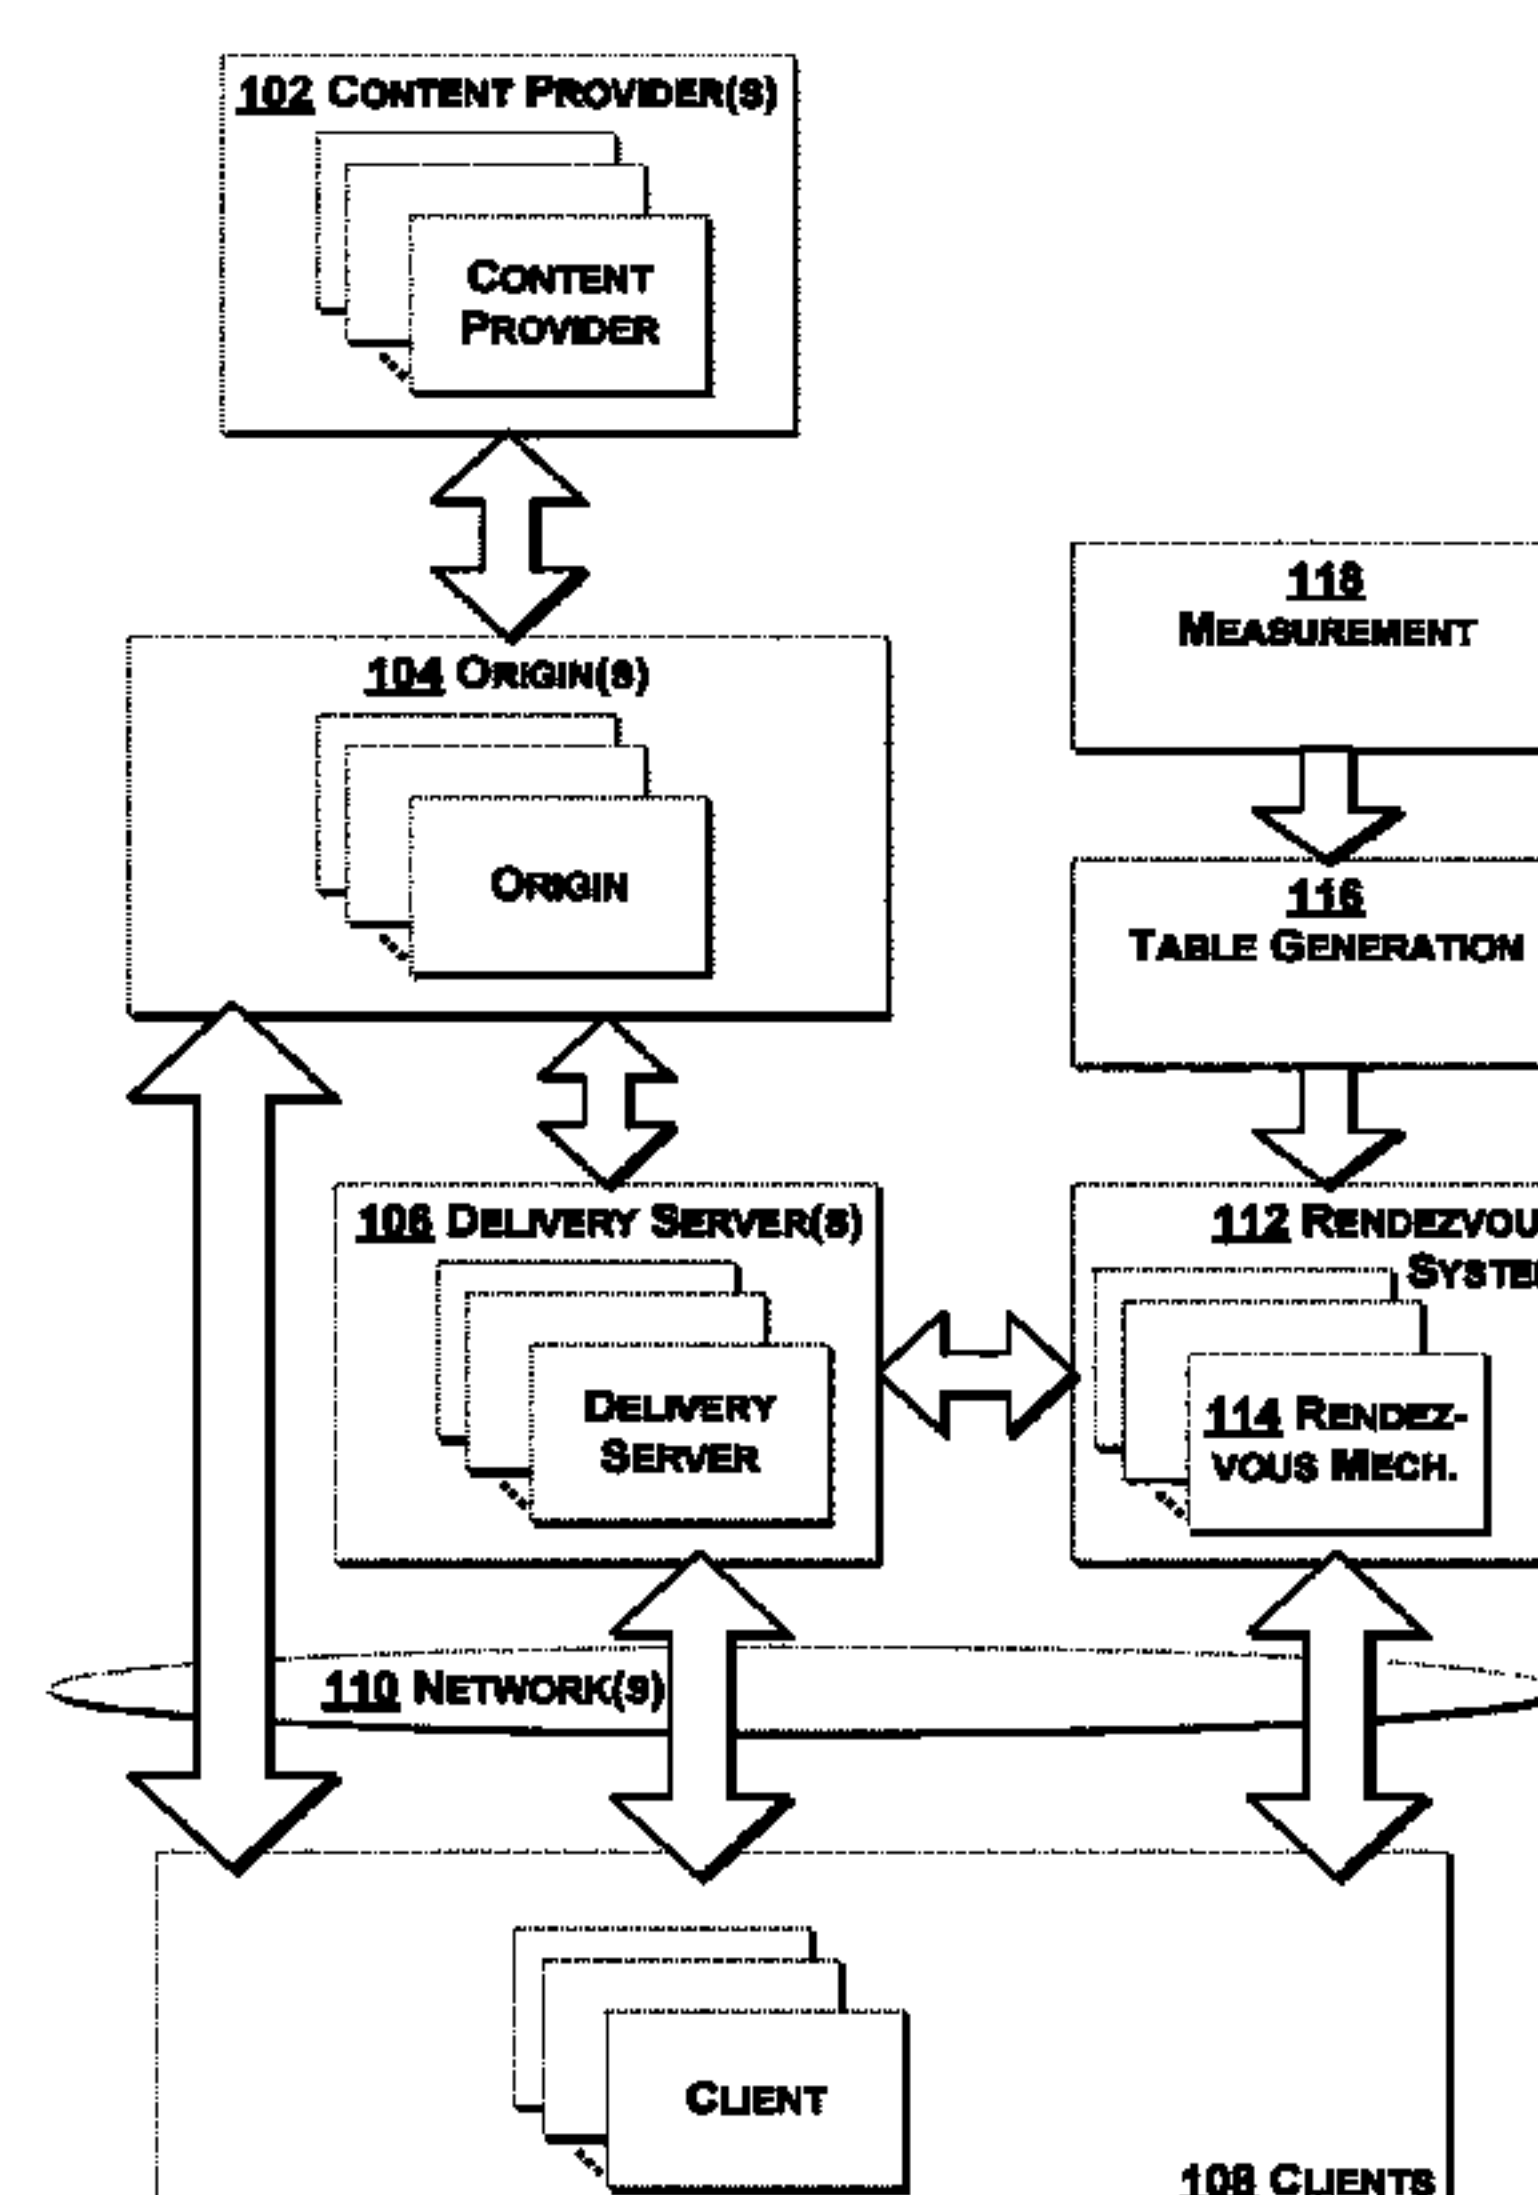 102 CONTENT PROVIDER(S)
CONTENT
PROVIDER
104 ORIGIN(S)
ORIGIN
118
MEASUREMENT
116
TABLE GENERATION
106 DELIVERY SERVER(S)
DELIVERY
SERVER
112 RENDEZVOU
SYSTE
114 RENDEZ-
VOUS MECH.
110 NETWORK(S)
CLIENT
108 CLIENTS